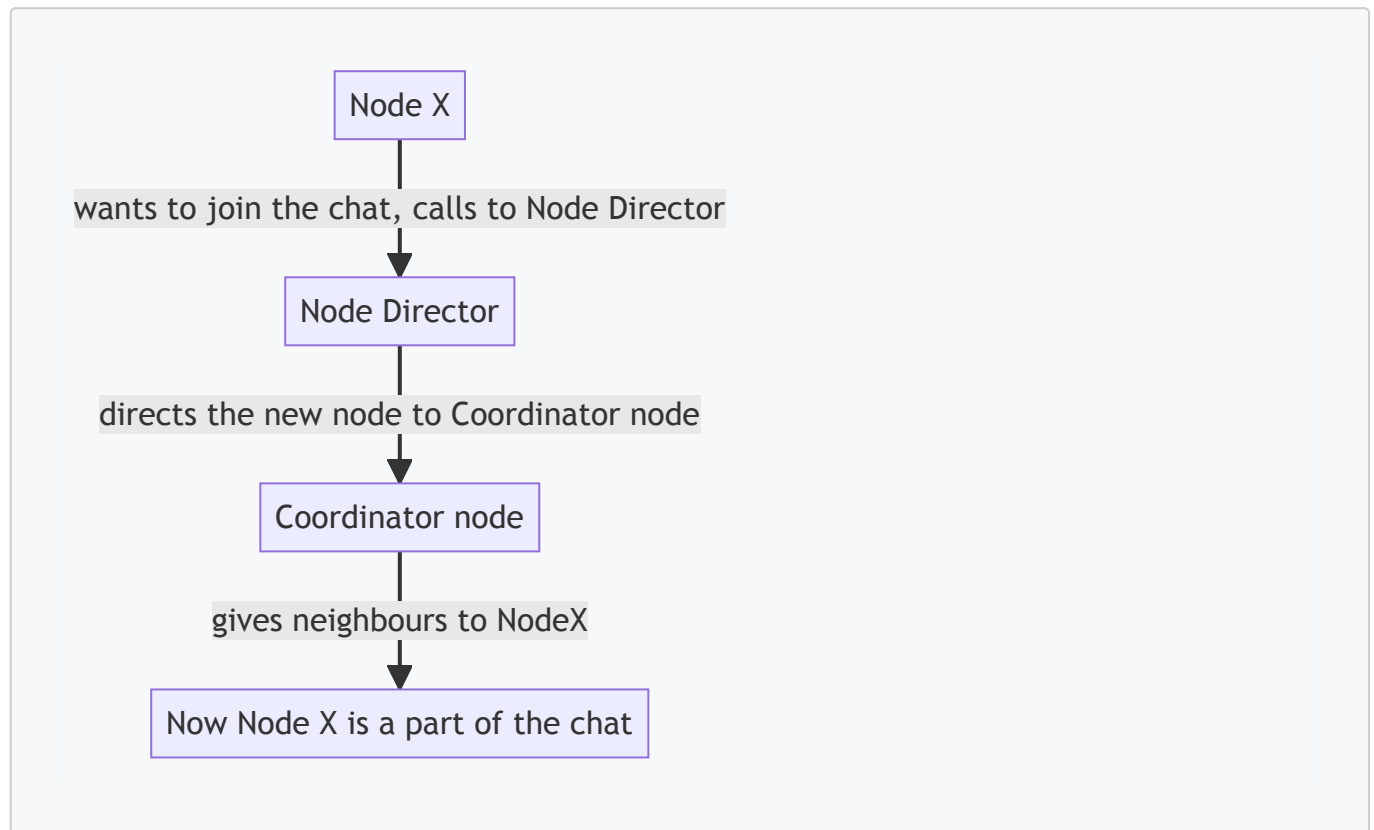 Node X
wants to join the chat, calls to Node Director
Node Director
directs the new node to Coordinator node
Coordinator node
gives neighbours to NodeX
Now Node X is a part of the chat